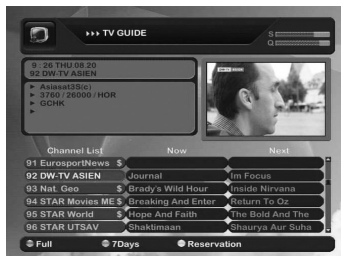 ▸▸▸ TV GUIDE
S
Q
9 : 26 THU.08.20
92 DW-TV ASIEN
▸ Asiasat3S(c)
▸ 3760 / 26000 / HOR
▸ GCHK
▸
Channel List Now Next
91 EurosportNews $
92 DW-TV ASIEN Journal Im Focus
93 Nat. Geo $ Brady's Wild Hour Inside Nirvana
94 STAR Movies ME $ Breaking And Enter Return To Oz
95 STAR World $ Hope And Faith The Bold And The
96 STAR UTSAV Shaktimaan Shaurya Aur Suha
Full 7Days Reservation